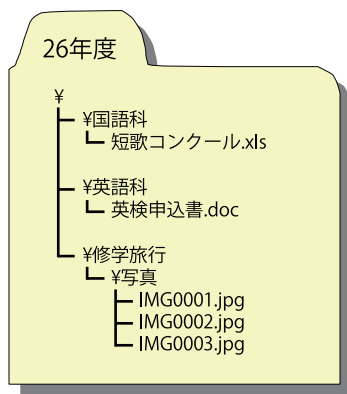 26年度
¥
¥国語科
短歌コンクール.xls
¥英語科
英検申込書.doc
¥修学旅行
¥写真
IMG0001.jpg
IMG0002.jpg
IMG0003.jpg